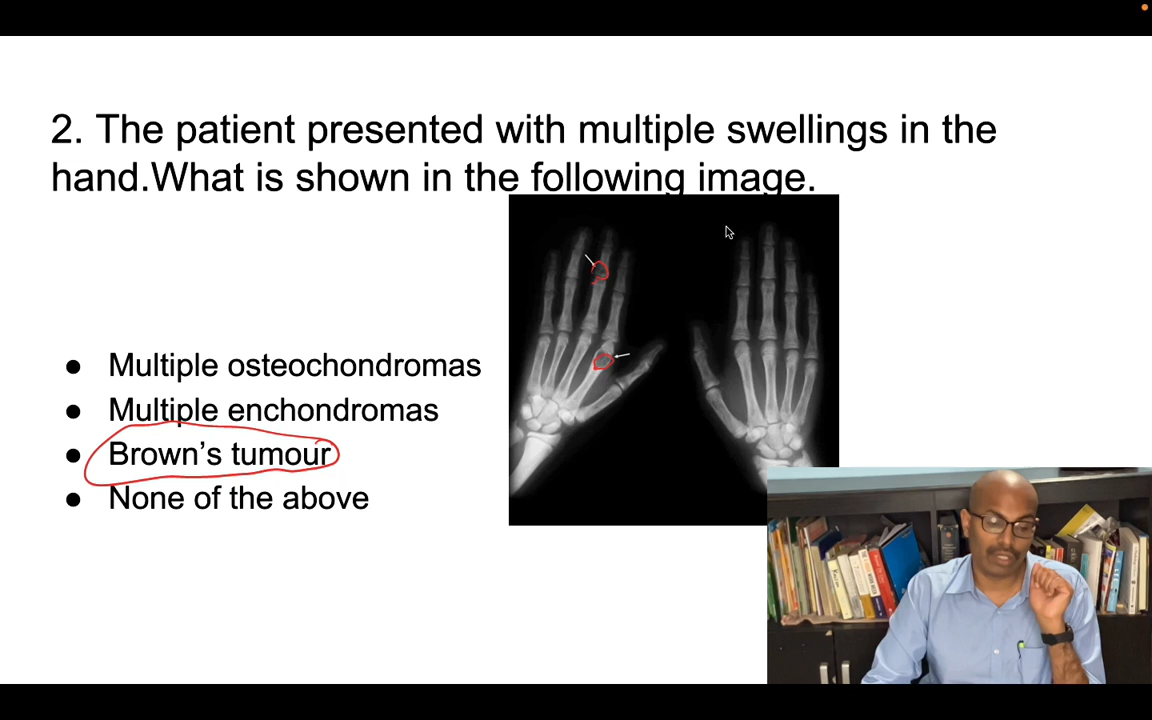 2. The patient presented with multiple swellings in the
hand.What is shown in the following image.
● Multiple osteochondromas
● Multiple enchondromas
● Brown’s tumour
● None of the above